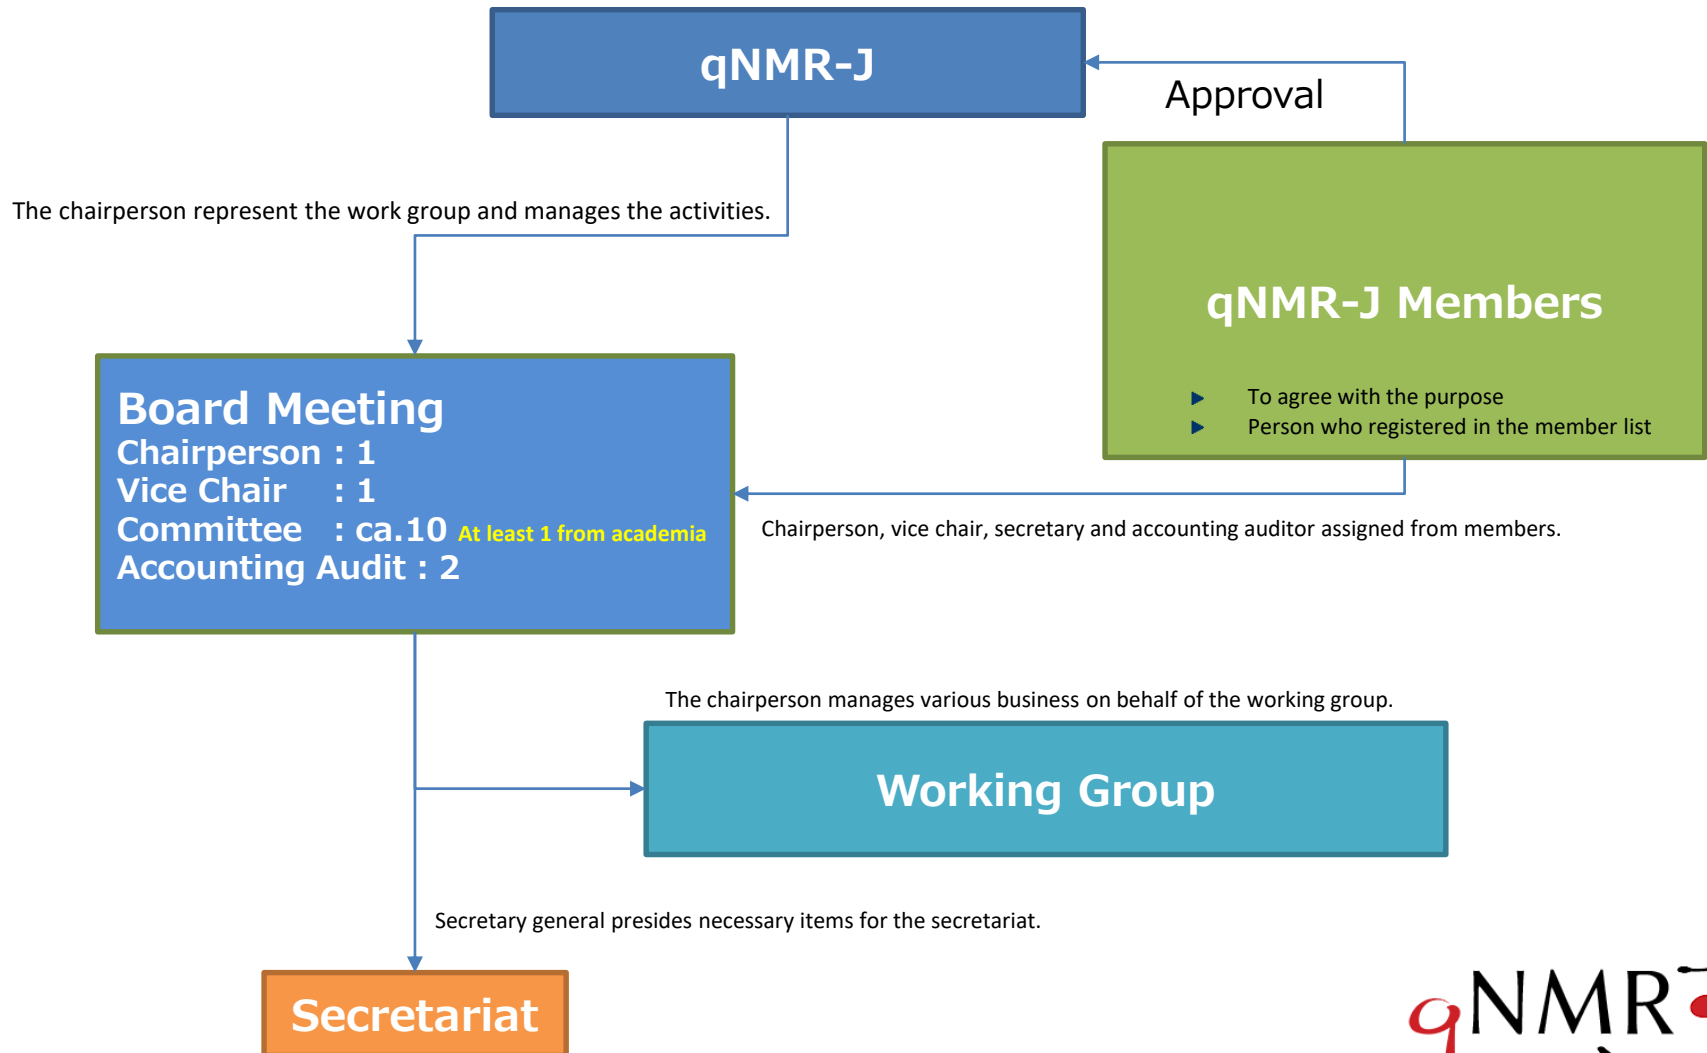 qNMR-J
Approval
The chairperson represent the work group and manages the activities.
qNMR-J Members
► To agree with the purpose
► Person who registered in the member list
Board Meeting
Chairperson : 1
Vice Chair : 1
Committee : ca.10 At least 1 from academia
Accounting Audit : 2
Chairperson, vice chair, secretary and accounting auditor assigned from members.
The chairperson manages various business on behalf of the working group.
Working Group
Secretary general presides necessary items for the secretariat.
Secretariat
qNMR